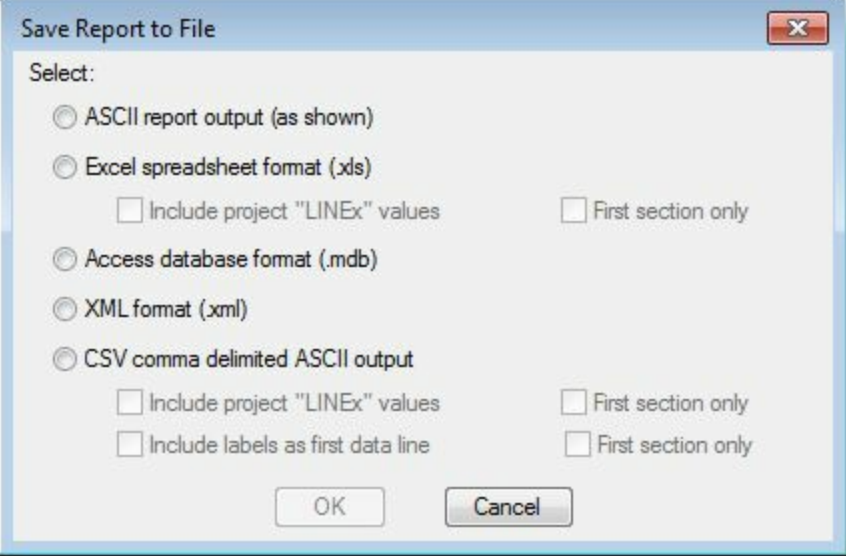 Save Report to File
Select:
ASCII report output (as shown)
Excel spreadsheet format (.xls)
Include project "LINEx" values First section only
Access database format (.mdb)
XML format (.xml)
CSV comma delimited ASCII output
Include project "LINEx" values First section only
Include labels as first data line First section only
OK Cancel